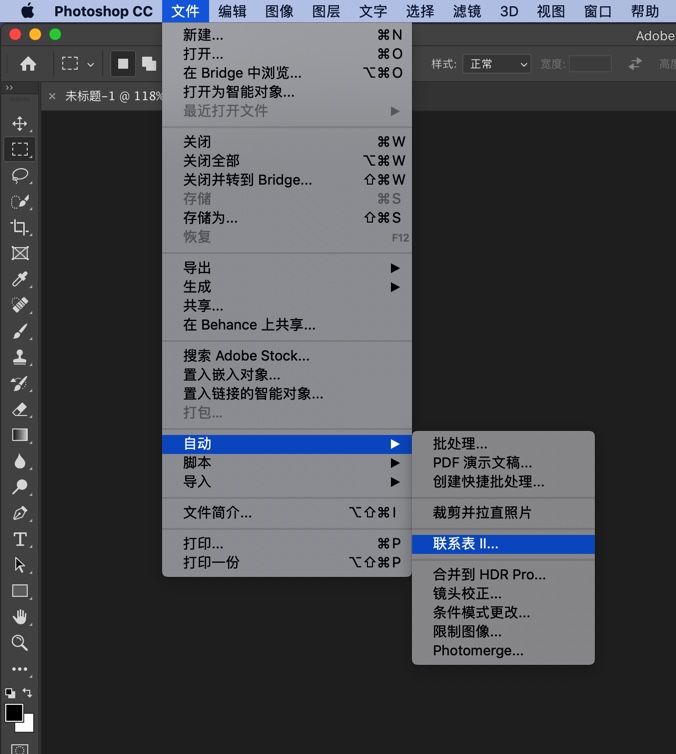 Photoshop CC 文件 编辑 图像 图层 文字 选择 滤镜 3D 视图 窗口 帮助
Adobe
样式: 正常 宽度:
未标题-1 @ 118%
新建... ⌘N
打开... ⌘O
在 Bridge 中浏览... ⌥⌘O
打开为智能对象...
最近打开文件 ▶
关闭 ⌘W
关闭全部 ⌥⌘W
关闭并转到 Bridge... ⇧⌘W
存储 ⌘S
存储为... ⇧⌘S
恢复 F12
导出 ▶
生成 ▶
共享...
在 Behance 上共享...
搜索 Adobe Stock...
置入嵌入对象...
置入链接的智能对象...
打包...
自动 ▶
脚本 ▶
导入 ▶
文件简介... ⌥⇧⌘I
打印... ⌘P
打印一份 ⌥⇧⌘P
批处理...
PDF 演示文稿...
创建快捷批处理...
裁剪并拉直照片
联系表 II...
合并到 HDR Pro...
镜头校正...
条件模式更改...
限制图像...
Photomerge...